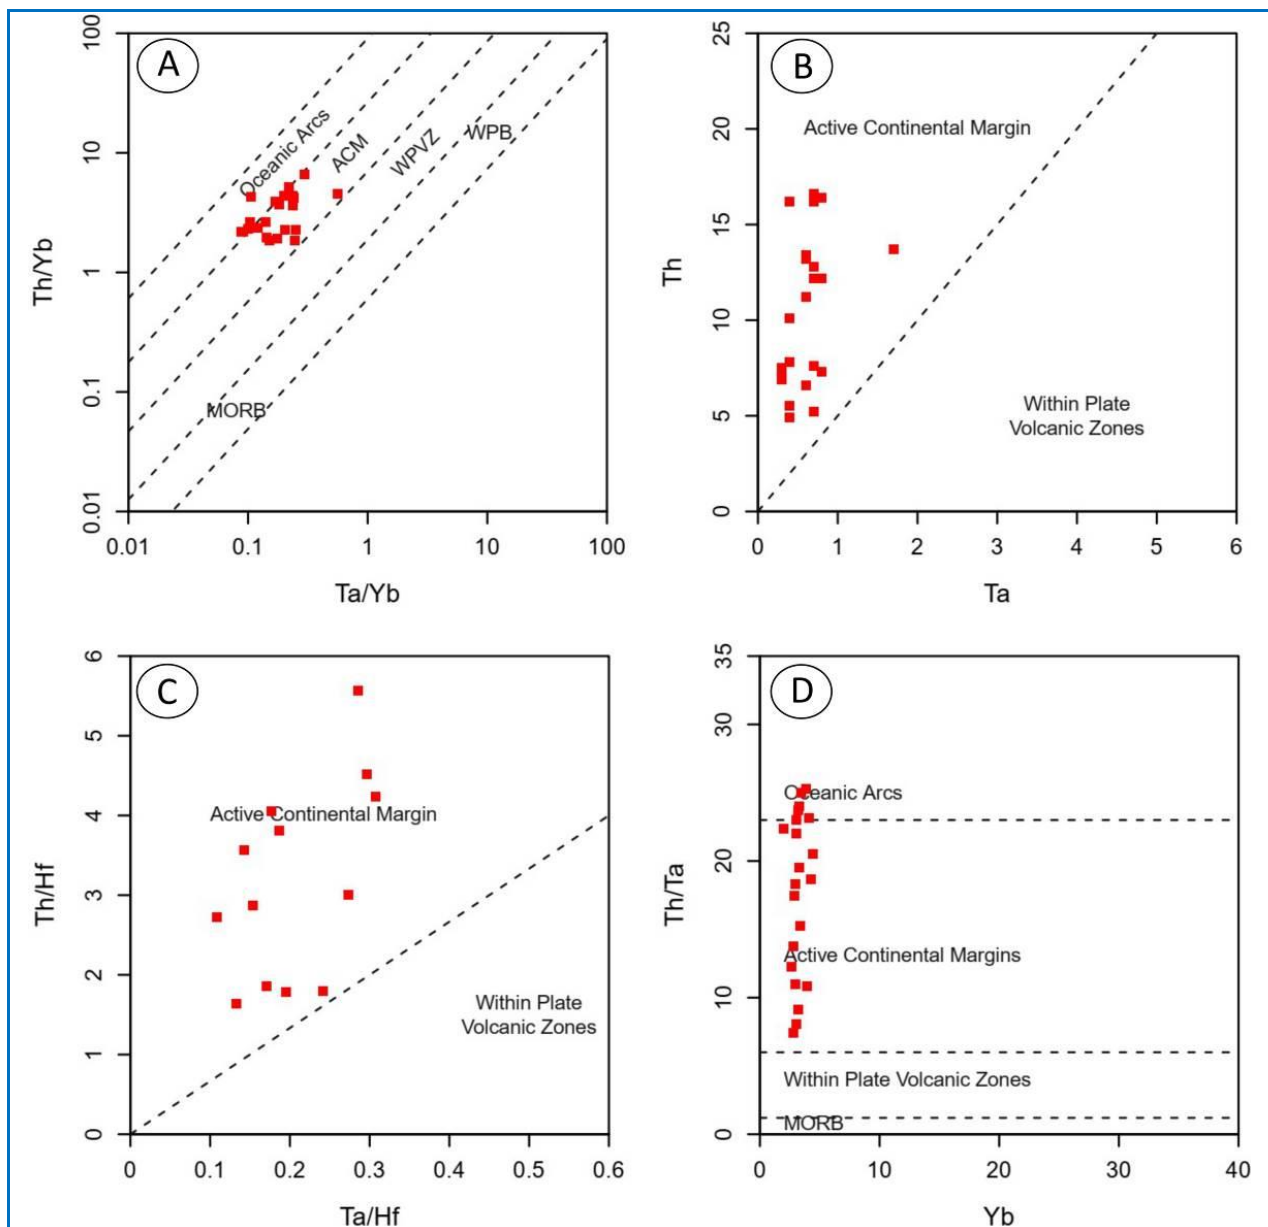 A
100
10
1
0.1
0.01
Th/Yb
Oceanic Arcs
ACM
WPVZ
WPB
MORB
0.01 0.1 1 10 100
Ta/Yb
B
25
20
15
10
5
0
Th
Active Continental Margin
Within Plate
Volcanic Zones
0 1 2 3 4 5 6
Ta
C
6
5
4
3
2
1
0
Th/Hf
Active Continental Margin
Within Plate
Volcanic Zones
0 0.1 0.2 0.3 0.4 0.5 0.6
Ta/Hf
D
35
30
20
10
0
Th/Ta
Oceanic Arcs
Active Continental Margins
Within Plate Volcanic Zones
MORB
0 10 20 30 40
Yb